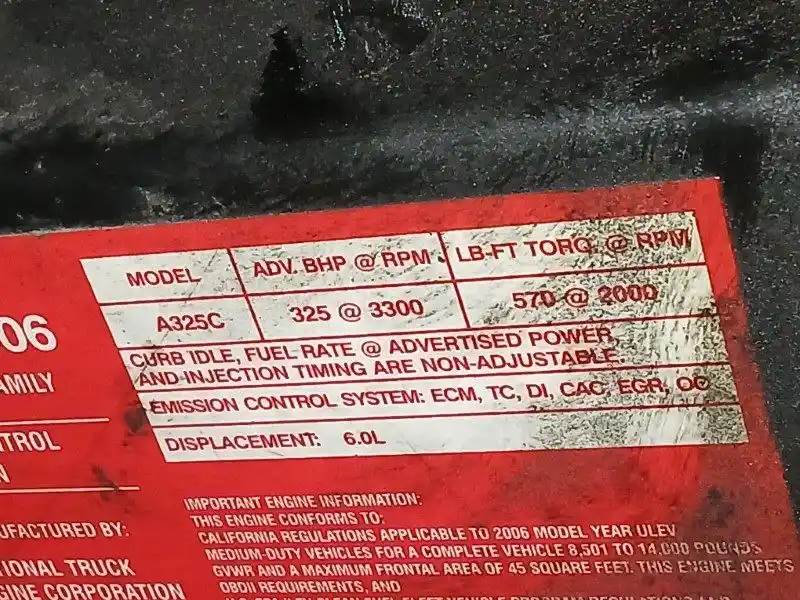 MODEL ADV. BHP @ RPM LB-FT TORQ. @ RPM
A325C 325 @ 3300 570 @ 2000
CURB IDLE, FUEL RATE @ ADVERTISED POWER,
AND INJECTION TIMING ARE NON-ADJUSTABLE.
EMISSION CONTROL SYSTEM: ECM, TC, DI, CAC, EGR, OC
DISPLACEMENT: 6.0L
06
AMILY
TROL
N
UFACTURED BY:
IONAL TRUCK
GINE CORPORATION
IMPORTANT ENGINE INFORMATION:
THIS ENGINE CONFORMS TO:
CALIFORNIA REGULATIONS APPLICABLE TO 2006 MODEL YEAR ULEV
MEDIUM-DUTY VEHICLES FOR A COMPLETE VEHICLE 8,501 TO 14,000 POUNDS
GVWR AND A MAXIMUM FRONTAL AREA OF 45 SQUARE FEET. THIS ENGINE MEETS
OBDII REQUIREMENTS, AND